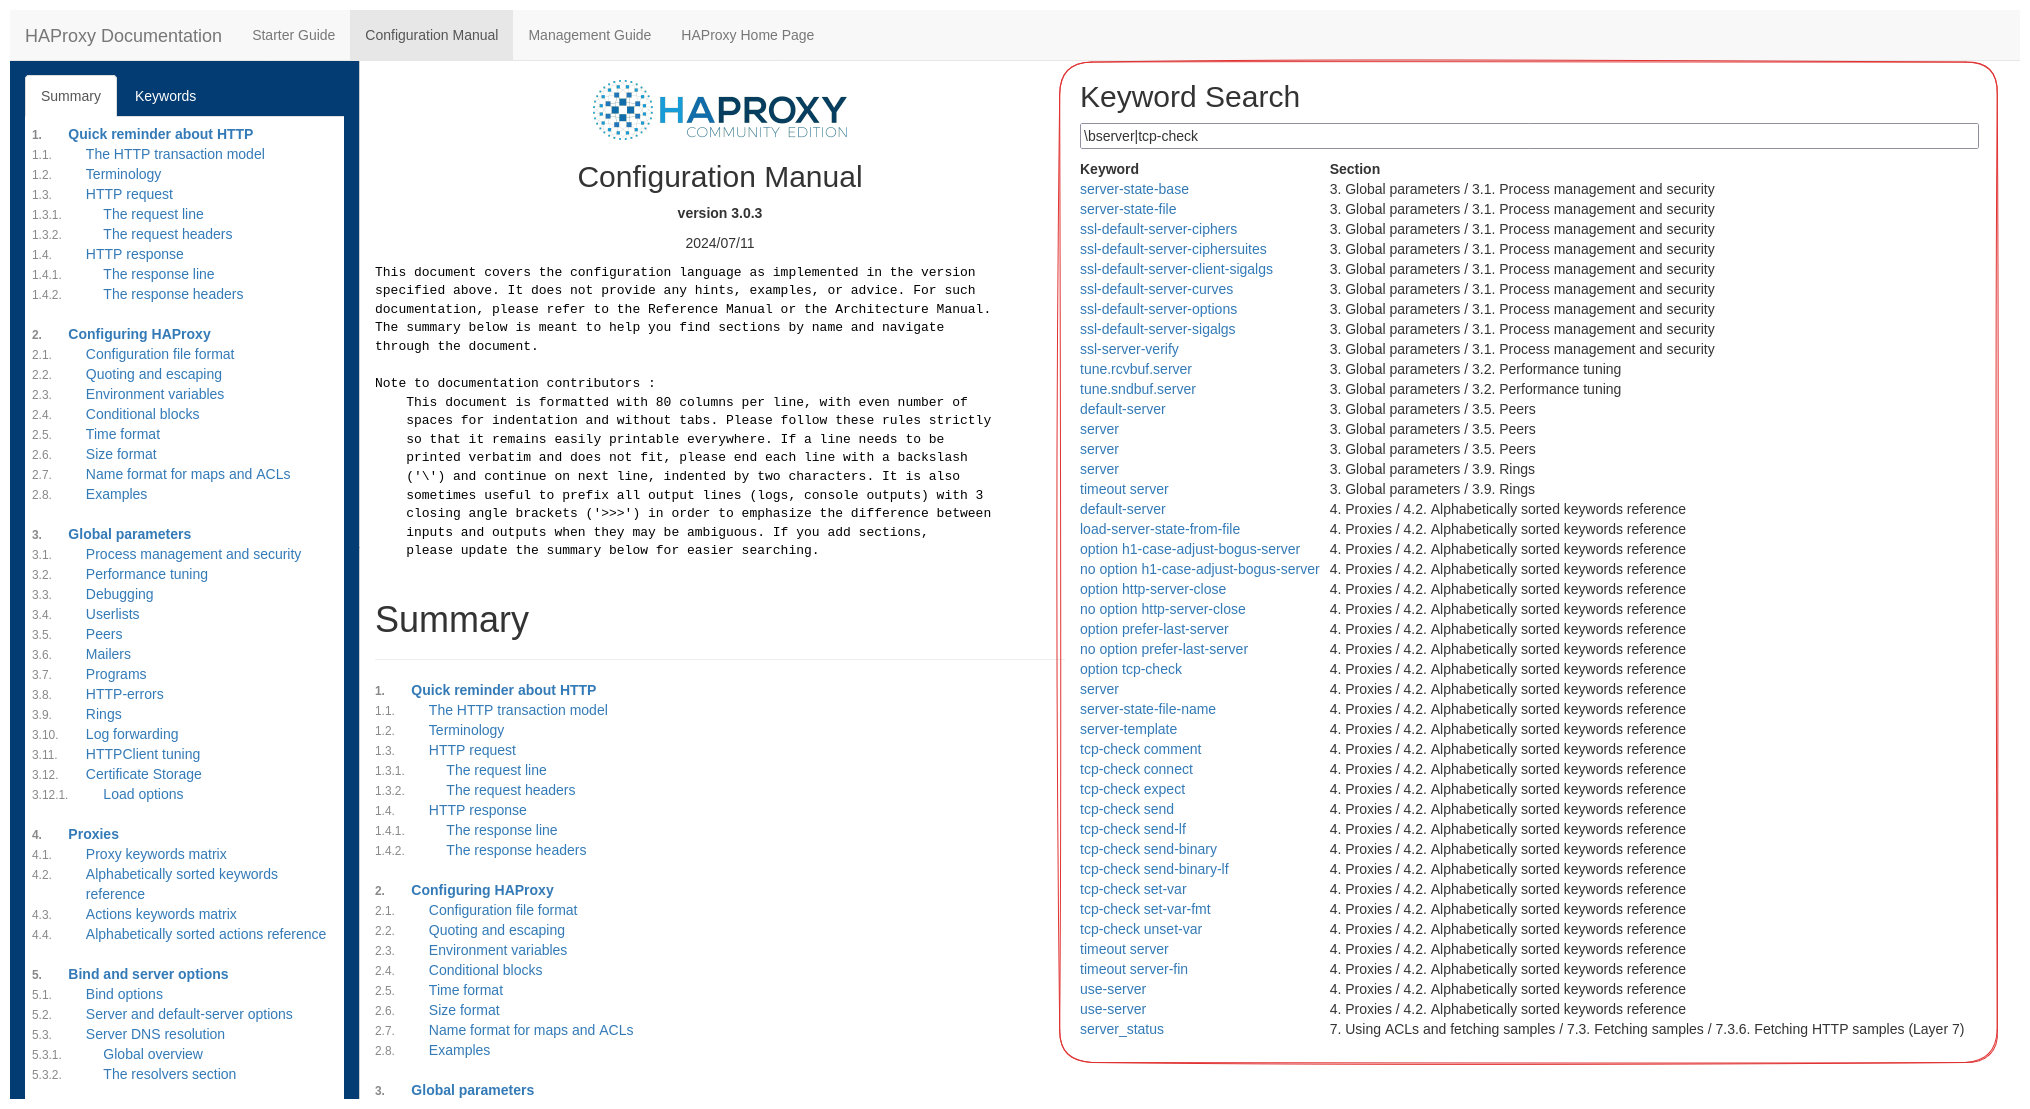 HAProxy Documentation Starter Guide Configuration Manual Management Guide HAProxy Home Page
Summary Keywords
1. Quick reminder about HTTP
1.1. The HTTP transaction model
1.2. Terminology
1.3. HTTP request
1.3.1. The request line
1.3.2. The request headers
1.4. HTTP response
1.4.1. The response line
1.4.2. The response headers
2. Configuring HAProxy
2.1. Configuration file format
2.2. Quoting and escaping
2.3. Environment variables
2.4. Conditional blocks
2.5. Time format
2.6. Size format
2.7. Name format for maps and ACLs
2.8. Examples
3. Global parameters
3.1. Process management and security
3.2. Performance tuning
3.3. Debugging
3.4. Userlists
3.5. Peers
3.6. Mailers
3.7. Programs
3.8. HTTP-errors
3.9. Rings
3.10. Log forwarding
3.11. HTTPClient tuning
3.12. Certificate Storage
3.12.1. Load options
4. Proxies
4.1. Proxy keywords matrix
4.2. Alphabetically sorted keywords
reference
4.3. Actions keywords matrix
4.4. Alphabetically sorted actions reference
5. Bind and server options
5.1. Bind options
5.2. Server and default-server options
5.3. Server DNS resolution
5.3.1. Global overview
5.3.2. The resolvers section
HAPROXY
COMMUNITY EDITION
Configuration Manual
version 3.0.3
2024/07/11
This document covers the configuration language as implemented in the version
specified above. It does not provide any hints, examples, or advice. For such
documentation, please refer to the Reference Manual or the Architecture Manual.
The summary below is meant to help you find sections by name and navigate
through the document.
Note to documentation contributors :
This document is formatted with 80 columns per line, with even number of
spaces for indentation and without tabs. Please follow these rules strictly
so that it remains easily printable everywhere. If a line needs to be
printed verbatim and does not fit, please end each line with a backslash
('\') and continue on next line, indented by two characters. It is also
sometimes useful to prefix all output lines (logs, console outputs) with 3
closing angle brackets ('>>>') in order to emphasize the difference between
inputs and outputs when they may be ambiguous. If you add sections,
please update the summary below for easier searching.
Summary
1. Quick reminder about HTTP
1.1. The HTTP transaction model
1.2. Terminology
1.3. HTTP request
1.3.1. The request line
1.3.2. The request headers
1.4. HTTP response
1.4.1. The response line
1.4.2. The response headers
2. Configuring HAProxy
2.1. Configuration file format
2.2. Quoting and escaping
2.3. Environment variables
2.4. Conditional blocks
2.5. Time format
2.6. Size format
2.7. Name format for maps and ACLs
2.8. Examples
3. Global parameters
Keyword Search
\bserver|tcp-check
Keyword Section
server-state-base 3. Global parameters / 3.1. Process management and security
server-state-file 3. Global parameters / 3.1. Process management and security
ssl-default-server-ciphers 3. Global parameters / 3.1. Process management and security
ssl-default-server-ciphersuites 3. Global parameters / 3.1. Process management and security
ssl-default-server-client-sigalgs 3. Global parameters / 3.1. Process management and security
ssl-default-server-curves 3. Global parameters / 3.1. Process management and security
ssl-default-server-options 3. Global parameters / 3.1. Process management and security
ssl-default-server-sigalgs 3. Global parameters / 3.1. Process management and security
ssl-server-verify 3. Global parameters / 3.1. Process management and security
tune.rcvbuf.server 3. Global parameters / 3.2. Performance tuning
tune.sndbuf.server 3. Global parameters / 3.2. Performance tuning
default-server 3. Global parameters / 3.5. Peers
server 3. Global parameters / 3.5. Peers
server 3. Global parameters / 3.5. Peers
server 3. Global parameters / 3.9. Rings
timeout server 3. Global parameters / 3.9. Rings
default-server 4. Proxies / 4.2. Alphabetically sorted keywords reference
load-server-state-from-file 4. Proxies / 4.2. Alphabetically sorted keywords reference
option h1-case-adjust-bogus-server 4. Proxies / 4.2. Alphabetically sorted keywords reference
no option h1-case-adjust-bogus-server 4. Proxies / 4.2. Alphabetically sorted keywords reference
option http-server-close 4. Proxies / 4.2. Alphabetically sorted keywords reference
no option http-server-close 4. Proxies / 4.2. Alphabetically sorted keywords reference
option prefer-last-server 4. Proxies / 4.2. Alphabetically sorted keywords reference
no option prefer-last-server 4. Proxies / 4.2. Alphabetically sorted keywords reference
option tcp-check 4. Proxies / 4.2. Alphabetically sorted keywords reference
server 4. Proxies / 4.2. Alphabetically sorted keywords reference
server-state-file-name 4. Proxies / 4.2. Alphabetically sorted keywords reference
server-template 4. Proxies / 4.2. Alphabetically sorted keywords reference
tcp-check comment 4. Proxies / 4.2. Alphabetically sorted keywords reference
tcp-check connect 4. Proxies / 4.2. Alphabetically sorted keywords reference
tcp-check expect 4. Proxies / 4.2. Alphabetically sorted keywords reference
tcp-check send 4. Proxies / 4.2. Alphabetically sorted keywords reference
tcp-check send-lf 4. Proxies / 4.2. Alphabetically sorted keywords reference
tcp-check send-binary 4. Proxies / 4.2. Alphabetically sorted keywords reference
tcp-check send-binary-lf 4. Proxies / 4.2. Alphabetically sorted keywords reference
tcp-check set-var 4. Proxies / 4.2. Alphabetically sorted keywords reference
tcp-check set-var-fmt 4. Proxies / 4.2. Alphabetically sorted keywords reference
tcp-check unset-var 4. Proxies / 4.2. Alphabetically sorted keywords reference
timeout server 4. Proxies / 4.2. Alphabetically sorted keywords reference
timeout server-fin 4. Proxies / 4.2. Alphabetically sorted keywords reference
use-server 4. Proxies / 4.2. Alphabetically sorted keywords reference
use-server 4. Proxies / 4.2. Alphabetically sorted keywords reference
server_status 7. Using ACLs and fetching samples / 7.3. Fetching samples / 7.3.6. Fetching HTTP samples (Layer 7)